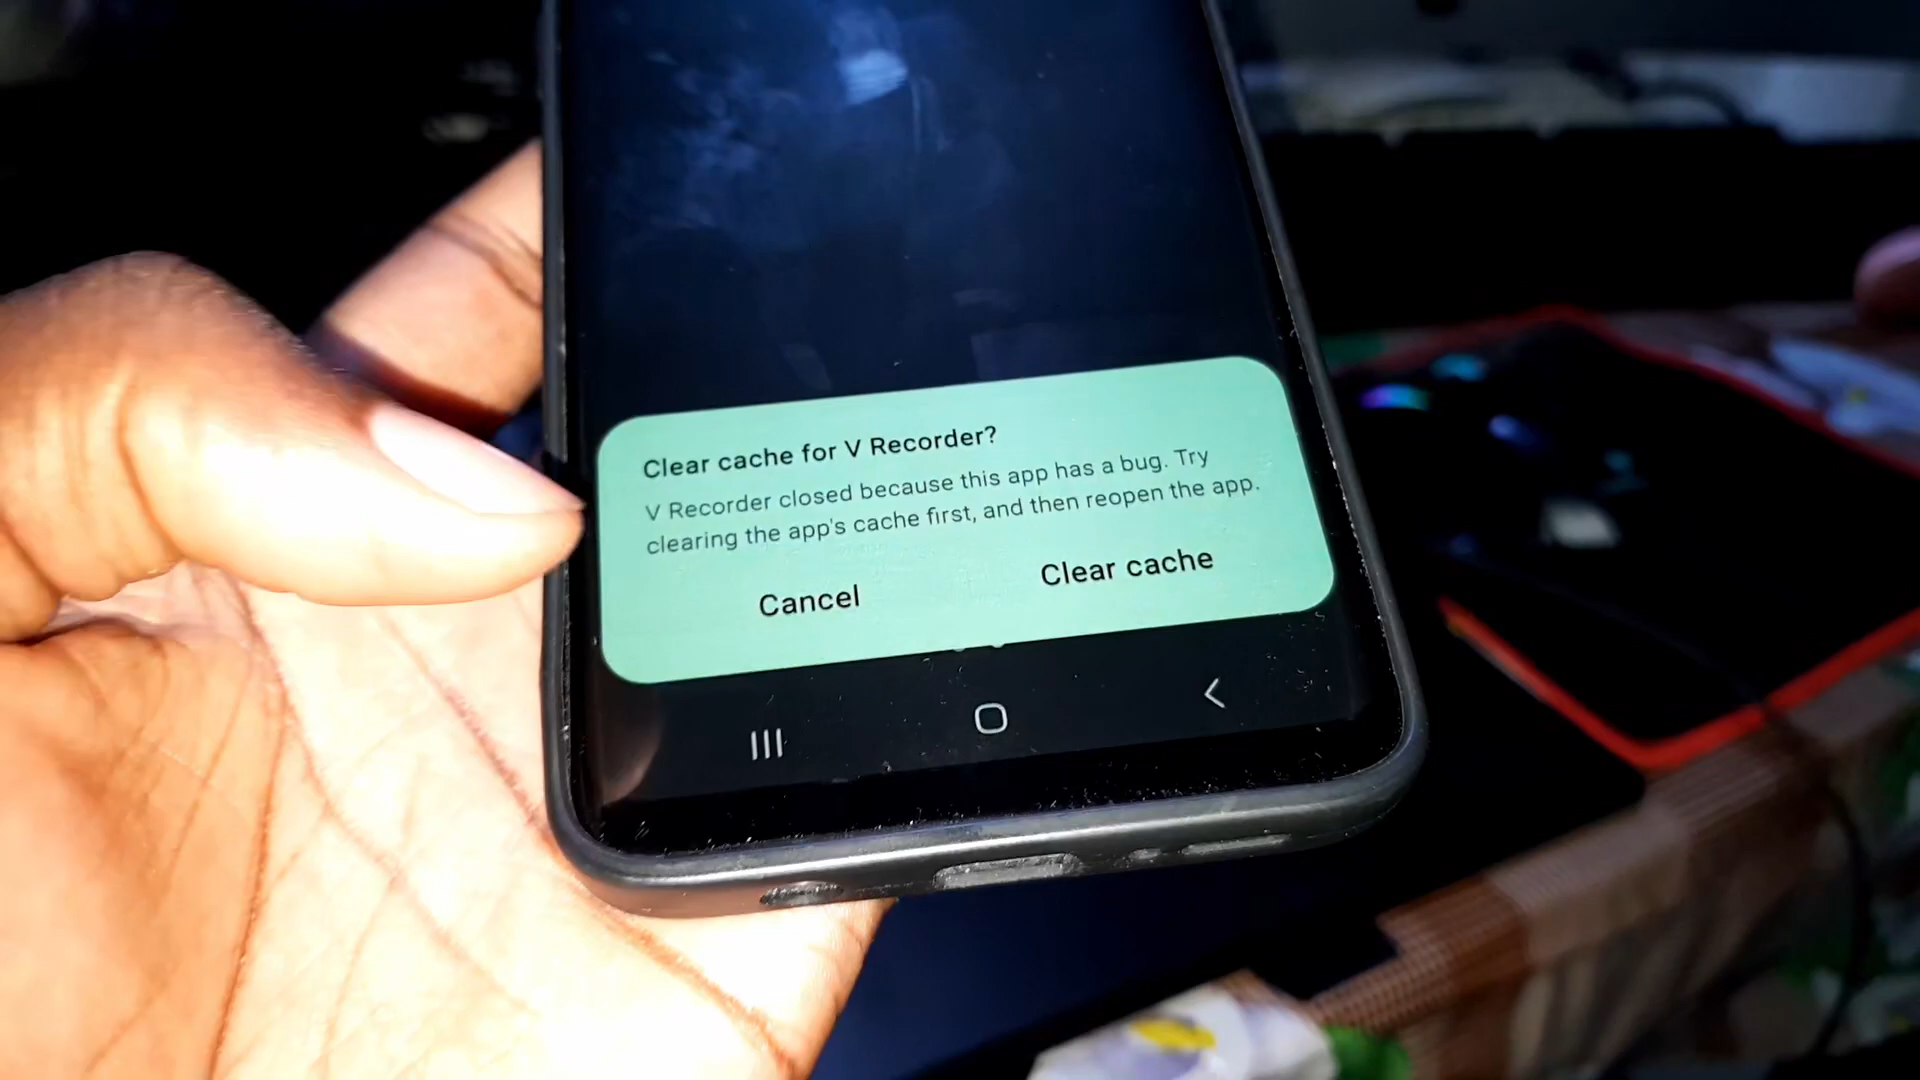 Clear cache for V Recorder?
V Recorder closed because this app has a bug. Try
clearing the app's cache first, and then reopen the app.
Cancel
Clear cache